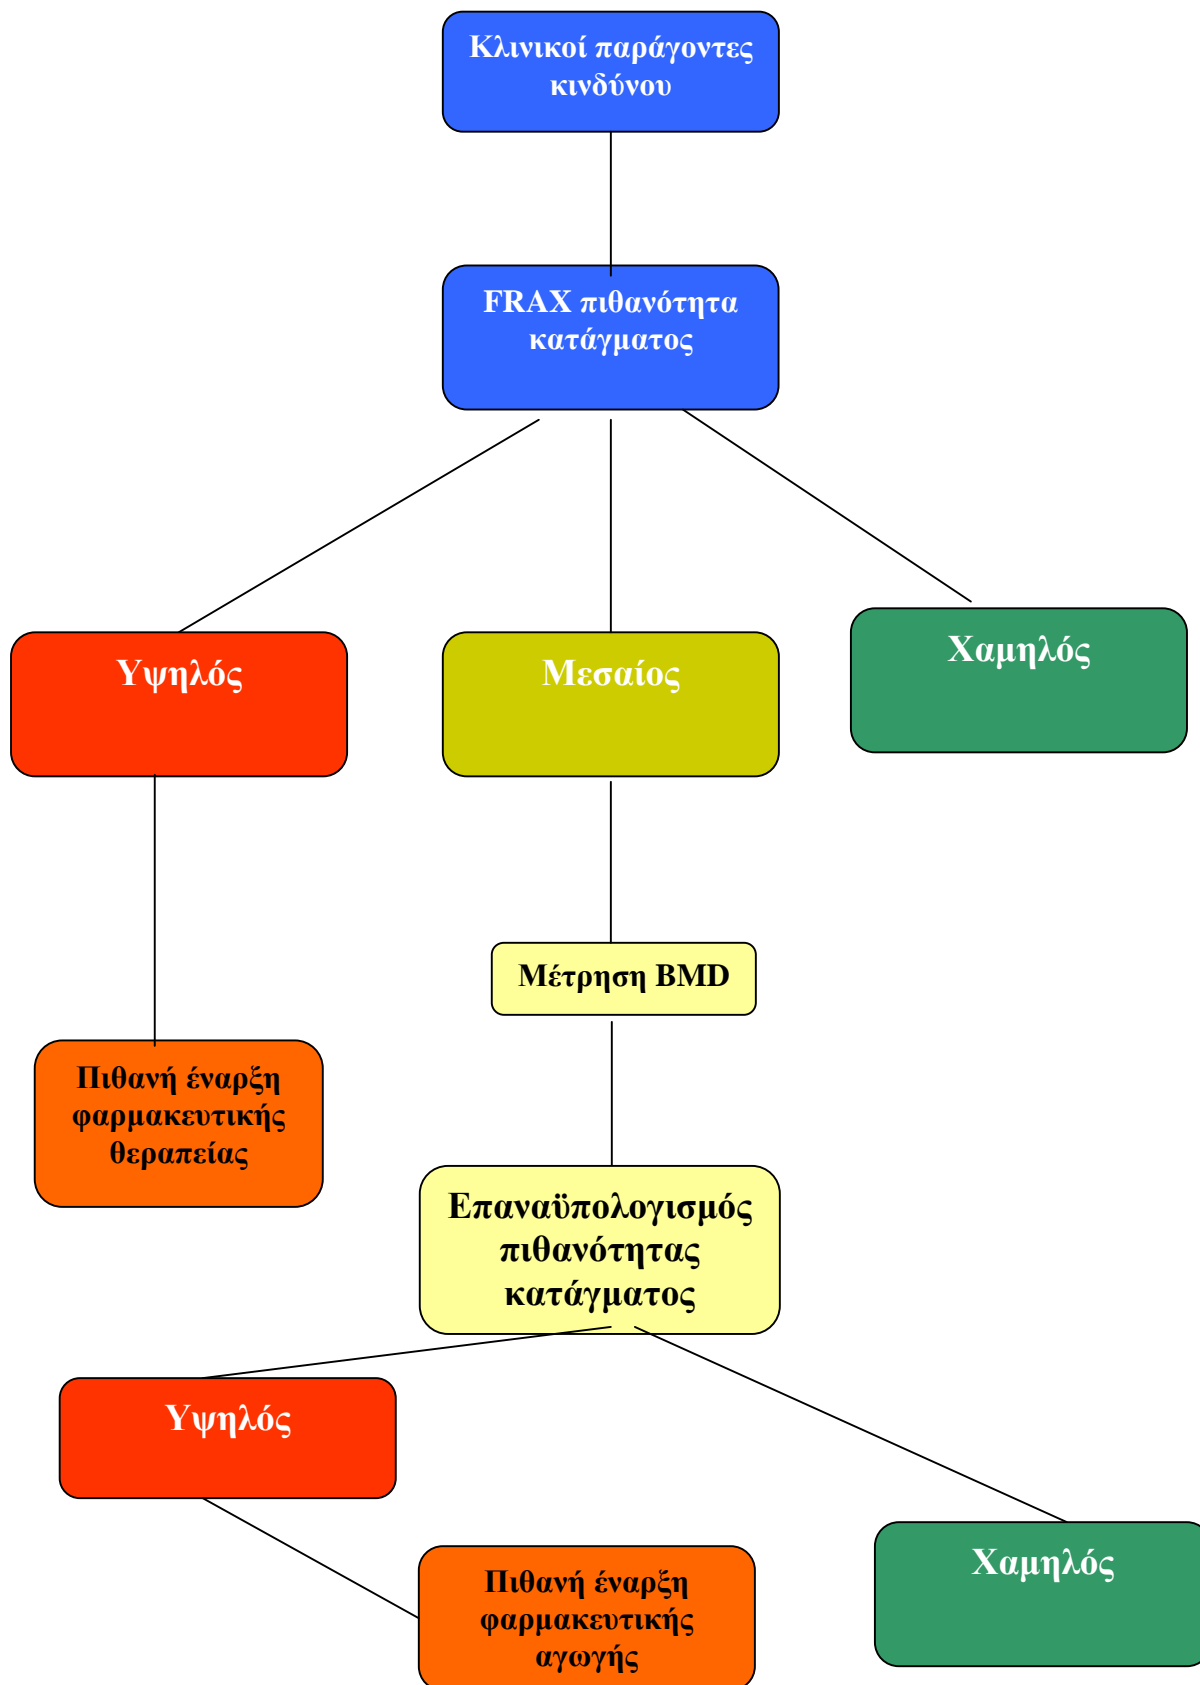 Κλινικοί παράγοντες
κινδύνου
FRAX πιθανότητα
κατάγματος
Υψηλός
Μεσαίος
Χαμηλός
Μέτρηση BMD
Πιθανή έναρξη
φαρμακευτικής
θεραπείας
Επαναϋπολογισμός
πιθανότητας
κατάγματος
Υψηλός
Χαμηλός
Πιθανή έναρξη
φαρμακευτικής
αγωγής